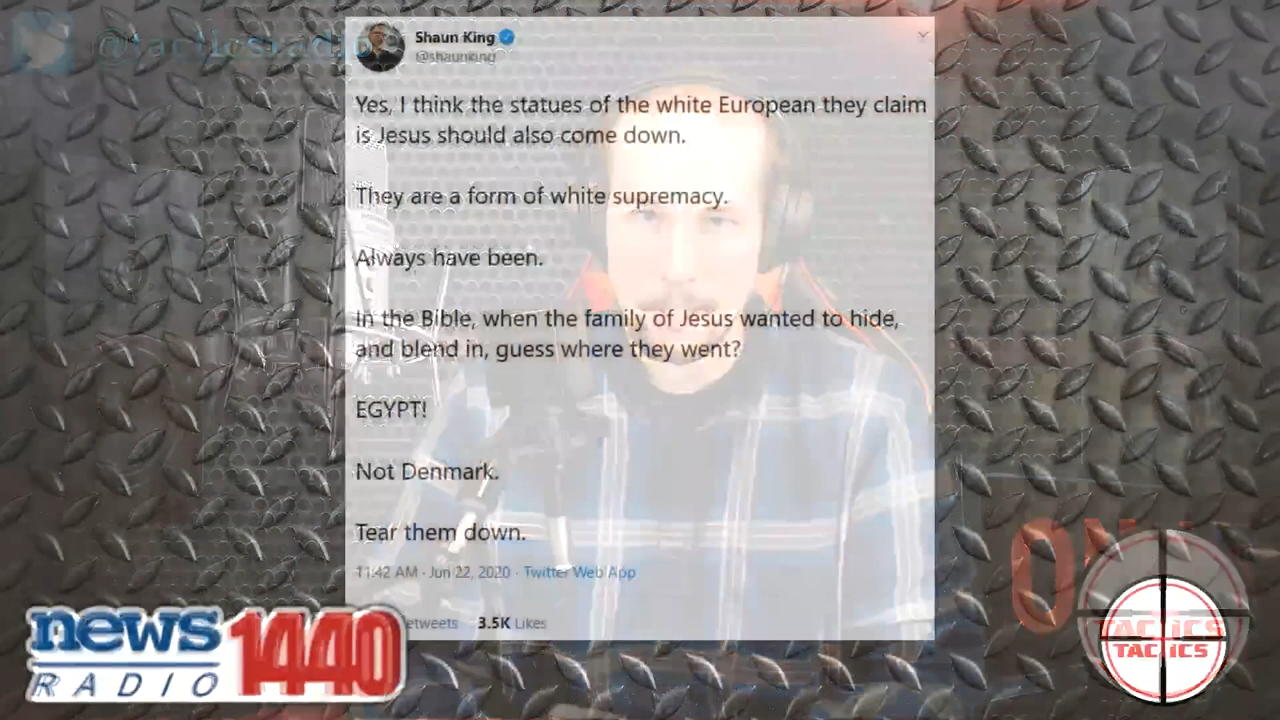 @tacticsradio
Shaun King
@shaunking
Yes, I think the statues of the white European they claim
is Jesus should also come down.
They are a form of white supremacy.
Always have been.
In the Bible, when the family of Jesus wanted to hide,
and blend in, guess where they went?
EGYPT!
Not Denmark.
Tear them down.
11:42 AM · Jun 22, 2020 · Twitter Web App
3.5K Likes
news
1440
RADIO
TACTICS
TACTICS